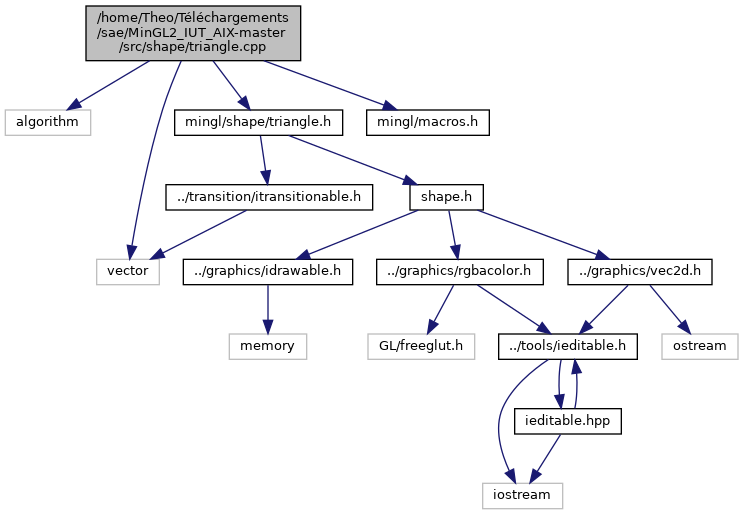 /home/Theo/Téléchargements
/sae/MinGL2_IUT_AIX-master
/src/shape/triangle.cpp
algorithm
mingl/shape/triangle.h
mingl/macros.h
../transition/itransitionable.h
shape.h
vector
../graphics/idrawable.h
../graphics/rgbacolor.h
../graphics/vec2d.h
memory
GL/freeglut.h
../tools/ieditable.h
ostream
ieditable.hpp
iostream